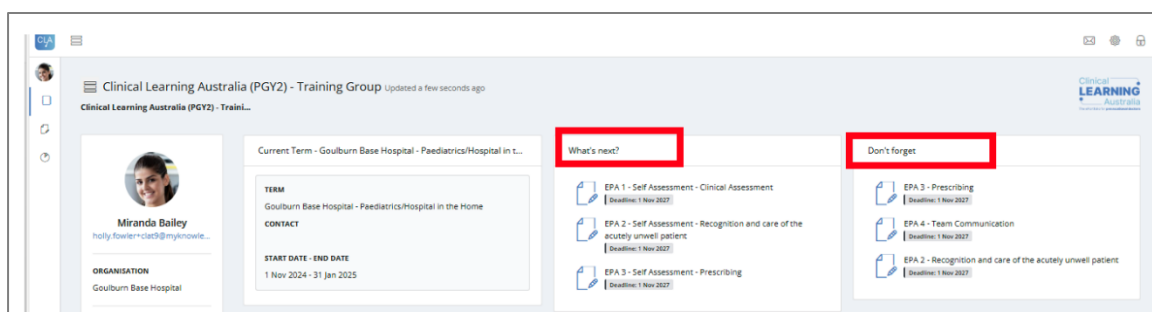 CLA
Clinical Learning Australia (PGY2) - Training Group Updated a few seconds ago
Clinical Learning Australia (PGY2) - Traini...
Clinical
LEARNING
Australia
Miranda Bailey
holly.fowler+clat9@myknowle...
ORGANISATION
Goulburn Base Hospital
Current Term - Goulburn Base Hospital - Paediatrics/Hospital in t...
TERM
Goulburn Base Hospital - Paediatrics/Hospital in the Home
CONTACT
START DATE - END DATE
1 Nov 2024 - 31 Jan 2025
What's next?
EPA 1 - Self Assessment - Clinical Assessment
Deadline: 1 Nov 2027
EPA 2 - Self Assessment - Recognition and care of the
acutely unwell patient
Deadline: 1 Nov 2027
EPA 3 - Self Assessment - Prescribing
Deadline: 1 Nov 2027
Don't forget
EPA 3 - Prescribing
Deadline: 1 Nov 2027
EPA 4 - Team Communication
Deadline: 1 Nov 2027
EPA 2 - Recognition and care of the acutely unwell patient
Deadline: 1 Nov 2027